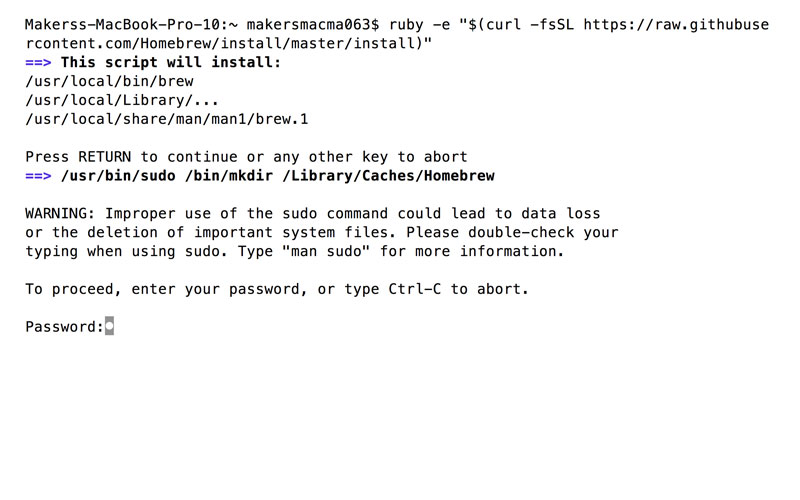 Makerss-MacBook-Pro-10:~ makersmacma063$ ruby -e "$(curl -fsSL https://raw.githubuse
rcontent.com/Homebrew/install/master/install)"
==> This script will install:
/usr/local/bin/brew
/usr/local/Library/...
/usr/local/share/man/man1/brew.1
Press RETURN to continue or any other key to abort
==> /usr/bin/sudo /bin/mkdir /Library/Caches/Homebrew
WARNING: Improper use of the sudo command could lead to data loss
or the deletion of important system files. Please double-check your
typing when using sudo. Type "man sudo" for more information.
To proceed, enter your password, or type Ctrl-C to abort.
Password: